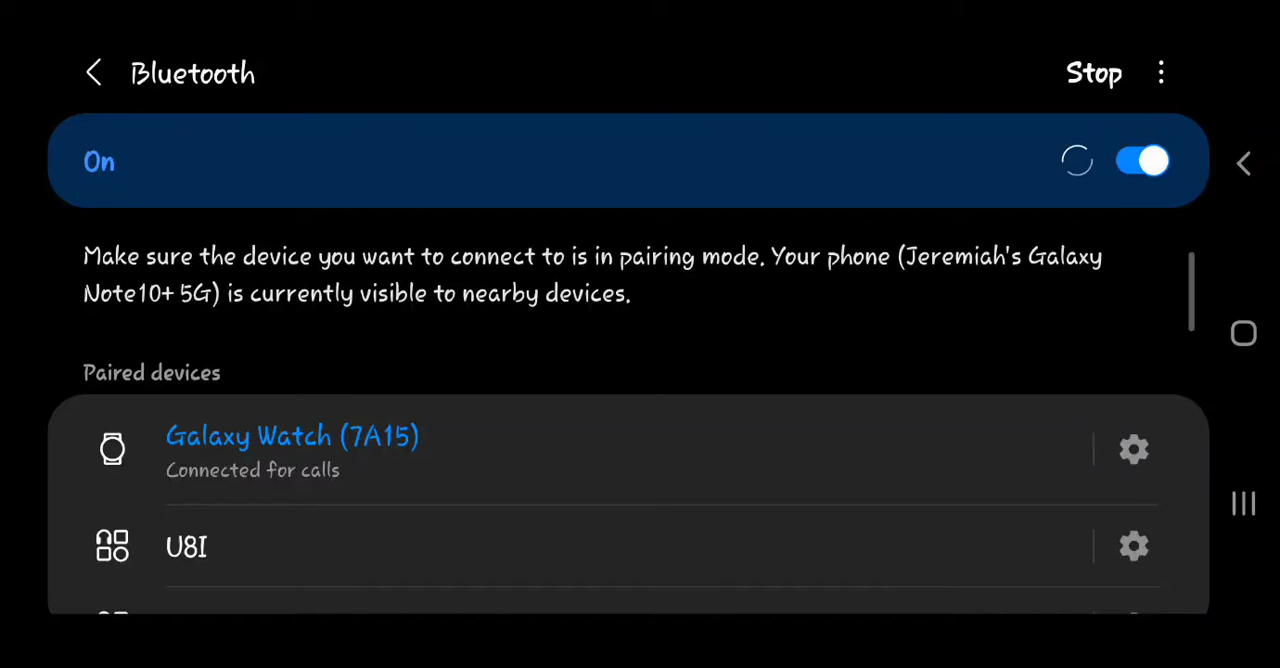 Bluetooth
Stop
On
Make sure the device you want to connect to is in pairing mode. Your phone (Jeremiah's Galaxy
Note10+ 5G) is currently visible to nearby devices.
Paired devices
Galaxy Watch (7A15)
Connected for calls
U8I